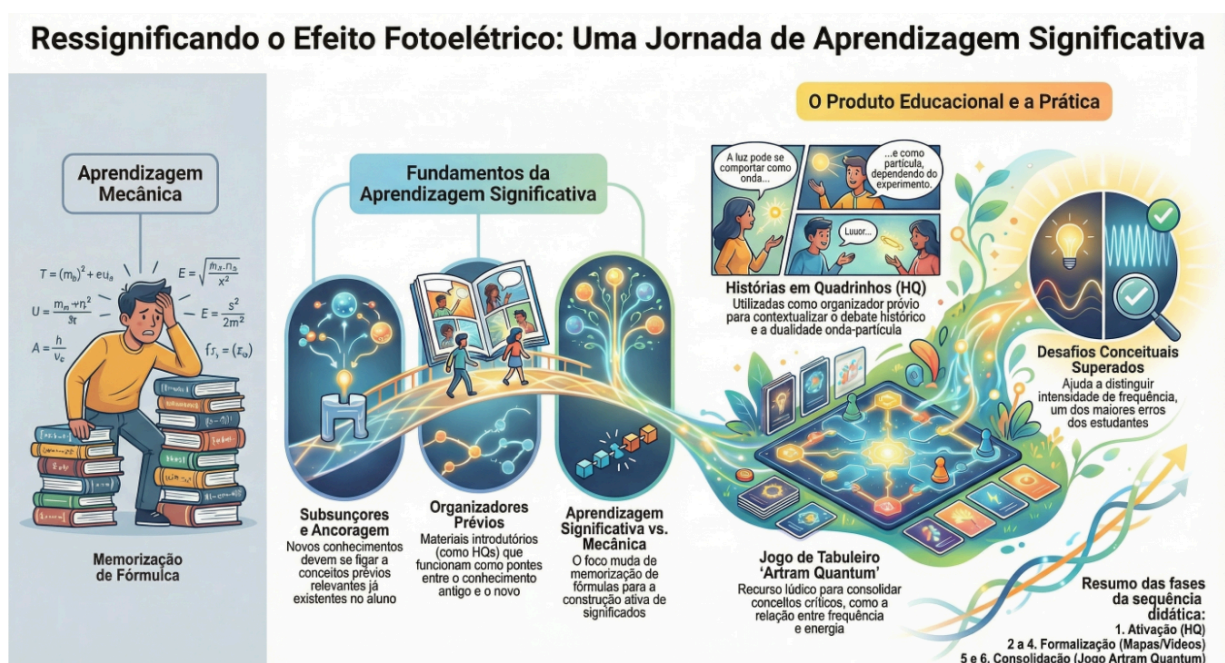 Ressignificando o Efeito Fotoelétrico: Uma Jornada de Aprendizagem Significativa
Aprendizagem
Mecânica
Memorização
de Fórmulca
Fundamentos da
Aprendizagem Significativa
Subsunçores
e Ancoragem
Novos conhecimentos
devem se figar a
conceitos prévios
relevantes já
existentes no aluno
Organizadores
Prévios
Materiais introdutórios
(como HQs) que
funcionam como pontes
entre o conhecimento
antigo e o novo
Aprendizagem
Significativa vs.
Mecânica
O foco muda de
memorização de
fórmulas para a
construção ativa de
significados
O Produto Educacional e a Prática
A luz pode se
comportar como
onda...
...e como
partícula,
dependendo do
experimento.
Luuor...
Histórias em Quadrinhos (HQ)
Utilizadas como organizador próvio
para contextualizar o debate histórico
e a dualidade onda-partícula
Desafios Conceituais
Superados
Ajuda a distinguir
intensidade de frequência,
um dos maiores erros
dos estudantes
Jogo de Tabuleiro
'Artram Quantum'
Recurso lúdico para consolidar
conceltos críticos, como a
relação entre frequência
e energia
Resumo das fases
da sequência
didática:
1. Ativação (HQ)
2 a 4. Formalização (Mapas/Videos)
5 e 6. Consolidação (Jogo Artram Quantum)